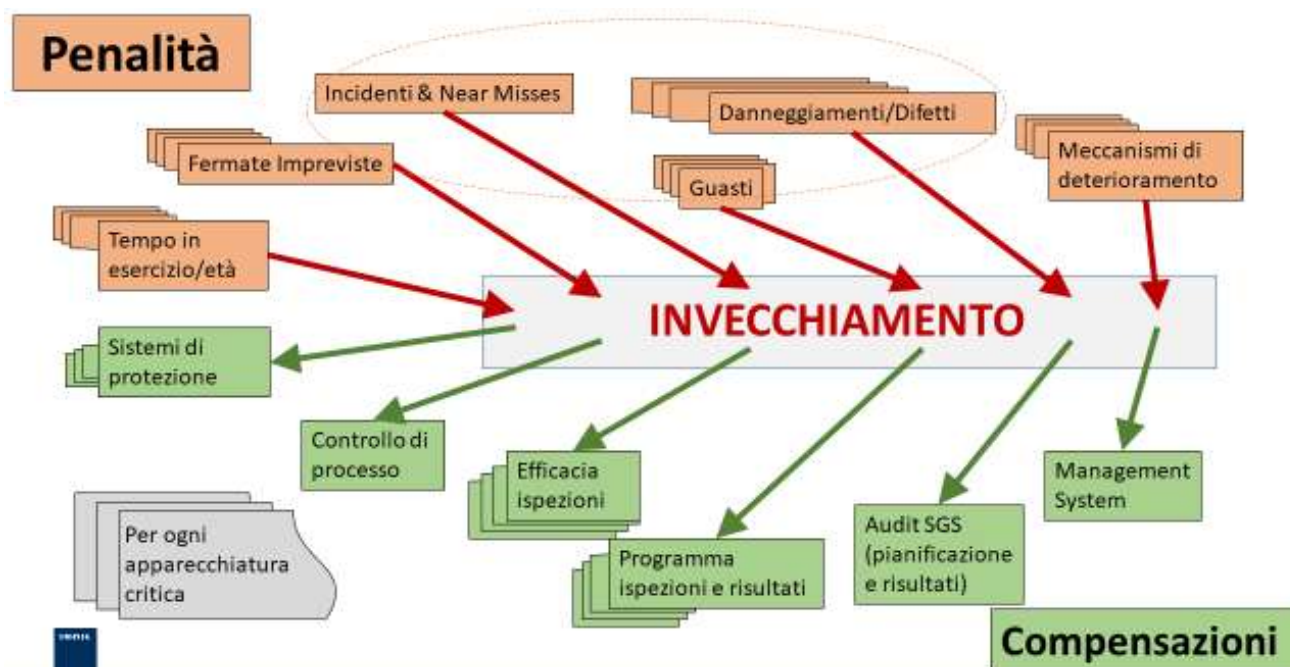 Penalità
Incidenti & Near Misses
Danneggiamenti/Difetti
Fermate Impreviste
Guasti
Meccanismi di
deterioramento
Tempo in
esercizio/età
INVECCHIAMENTO
Sistemi di
protezione
Controllo di
processo
Efficacia
ispezioni
Management
System
Per ogni
apparecchiatura
critica
Programma
ispezioni e risultati
Audit SGS
(pianificazione
e risultati)
Compensazioni